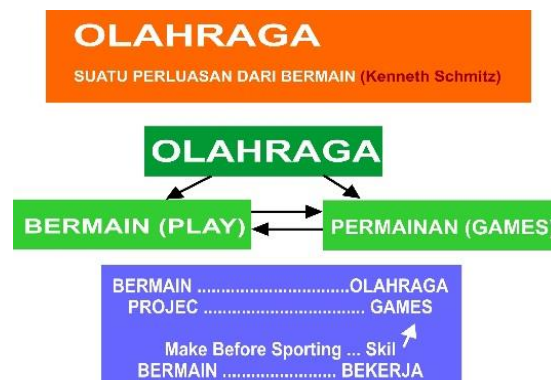 OLAHRAGA
SUATU PERLUASAN DARI BERMAIN (Kenneth Schmitz)
OLAHRAGA
BERMAIN (PLAY)
PERMAINAN (GAMES)
BERMAIN ..................................OLAHRAGA
PROJEC ................................... GAMES
Make Before Sporting ... Skil
BERMAIN ........................ BEKERJA